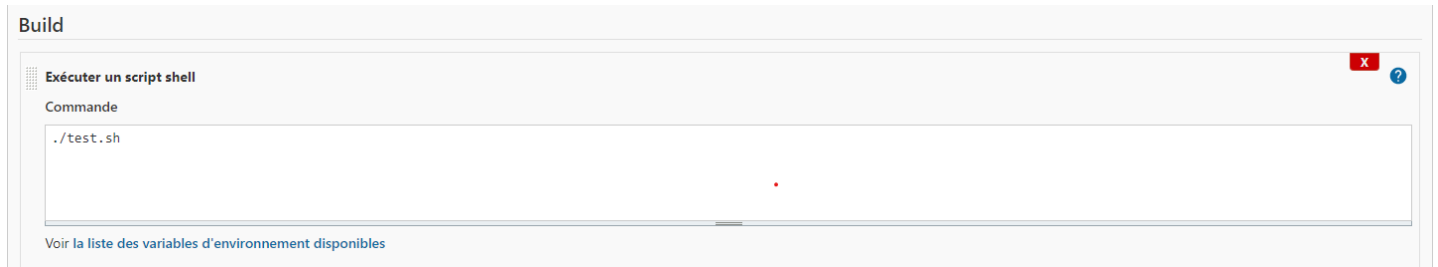 Build
Exécuter un script shell
X
?
Commande
./test.sh
Voir la liste des variables d'environnement disponibles